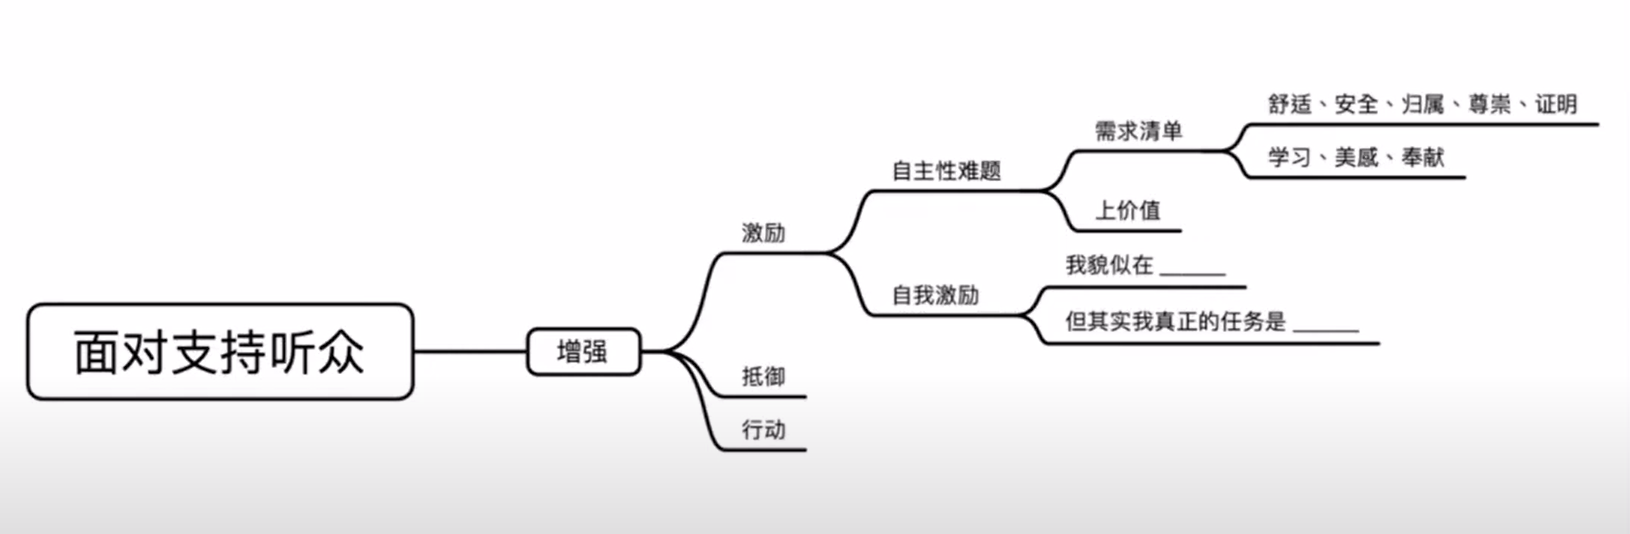 舒适、安全、归属、尊崇、证明
需求清单
学习、美感、奉献
自主性难题
上价值
激励
我貌似在 ______
自我激励
但其实我真正的任务是 ______
面对支持听众
增强
抵御
行动